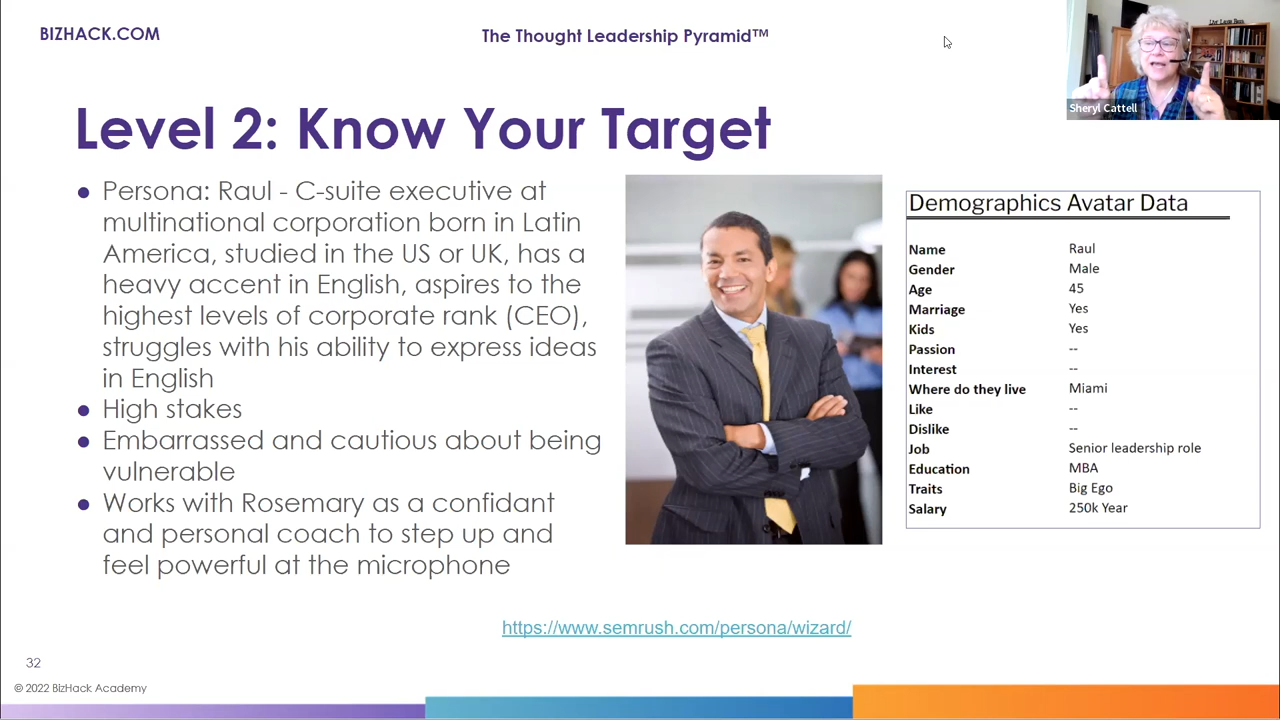 BIZHACK.COM
The Thought Leadership Pyramid™
Sheryl Cattell
Level 2: Know Your Target
● Persona: Raul - C-suite executive at
multinational corporation born in Latin
America, studied in the US or UK, has a
heavy accent in English, aspires to the
highest levels of corporate rank (CEO),
struggles with his ability to express ideas
in English
● High stakes
● Embarrassed and cautious about being
vulnerable
● Works with Rosemary as a confidant
and personal coach to step up and
feel powerful at the microphone
Demographics Avatar Data
Name Raul
Gender Male
Age 45
Marriage Yes
Kids Yes
Passion --
Interest --
Where do they live Miami
Like --
Dislike --
Job Senior leadership role
Education MBA
Traits Big Ego
Salary 250k Year
https://www.semrush.com/persona/wizard/
32
© 2022 BizHack Academy